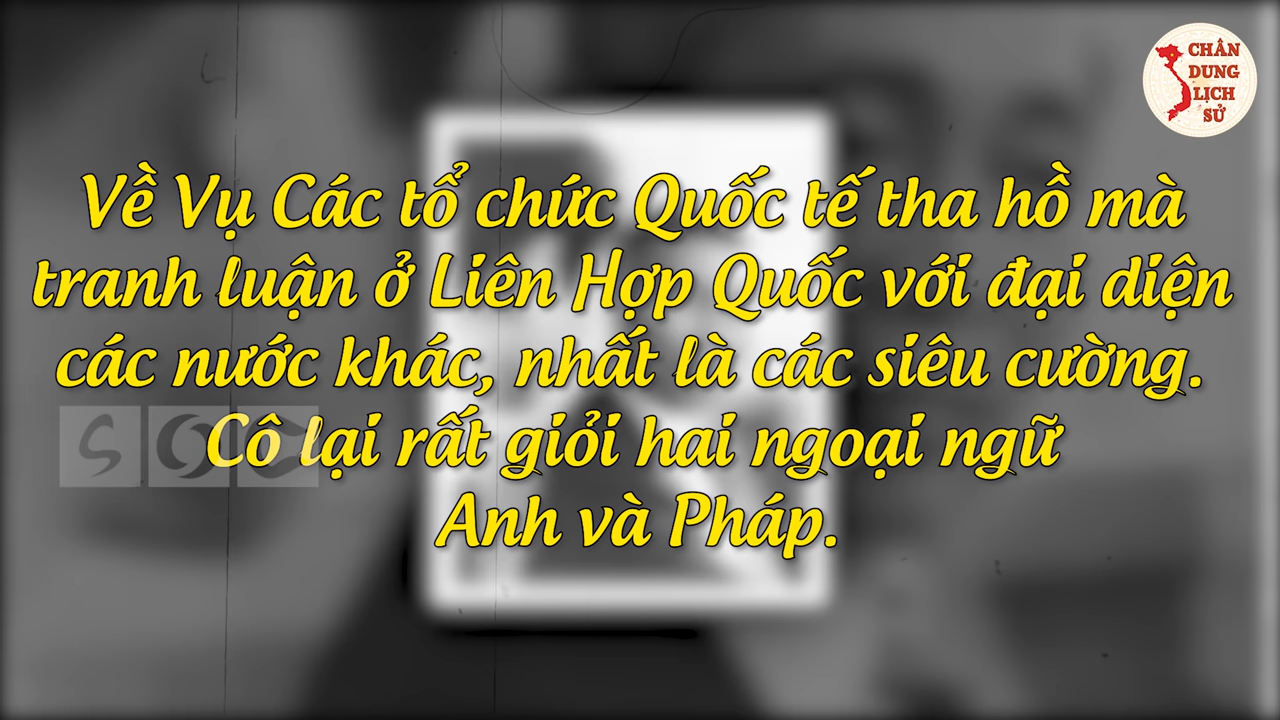 CHÂN
DUNG
LỊCH
SỬ
Về Vụ Các tổ chức Quốc tế tha hồ mà
tranh luận ở Liên Hợp Quốc với đại diện
các nước khác, nhất là các siêu cường.
Cô lại rất giỏi hai ngoại ngữ
Anh và Pháp.